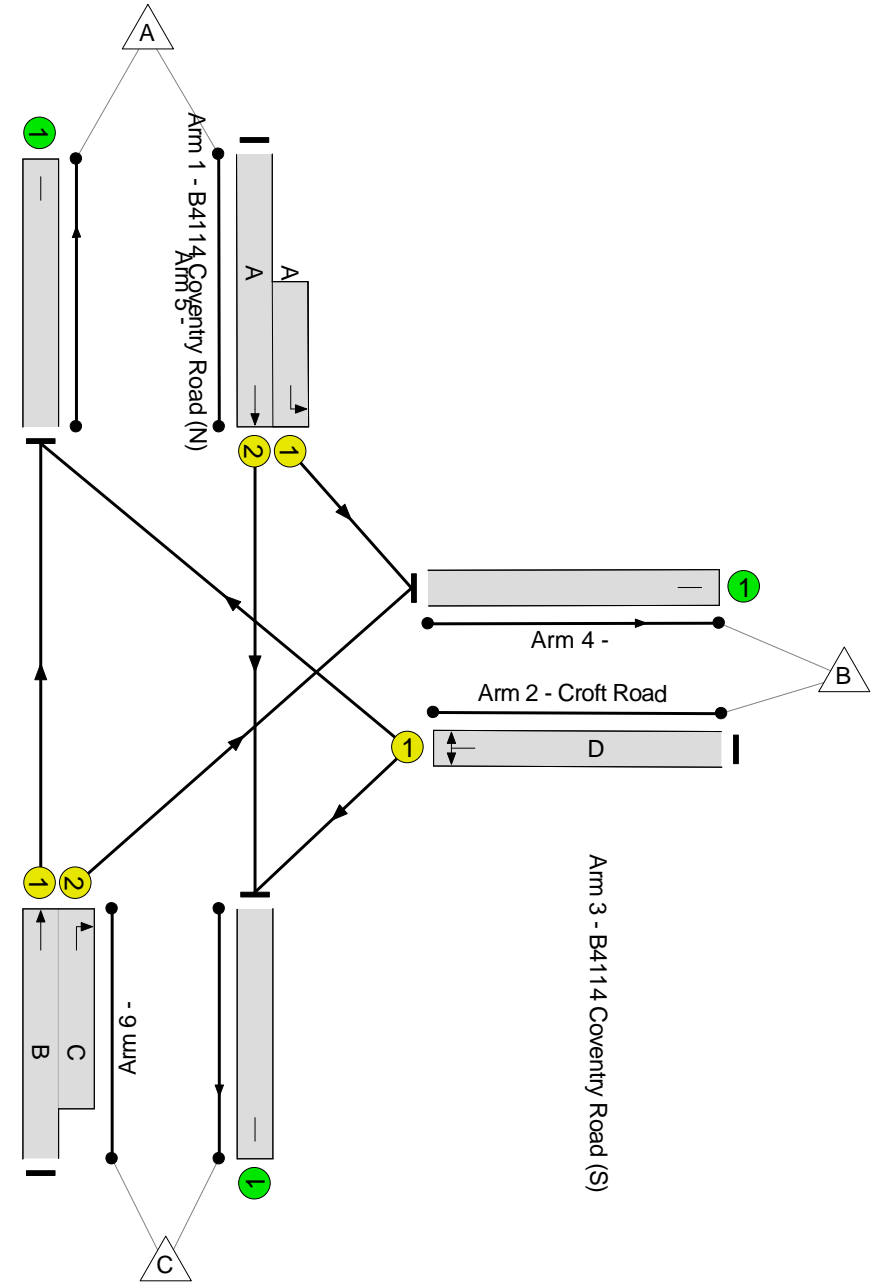 A
1
Arm 1 - B4114 Coventry Road (N)
Arm 5 -
A
A
2
1
1
Arm 4 -
B
Arm 2 - Croft Road
1
D
1
2
Arm 3 - B4114 Coventry Road (S)
Arm 6 -
B
C
1
C